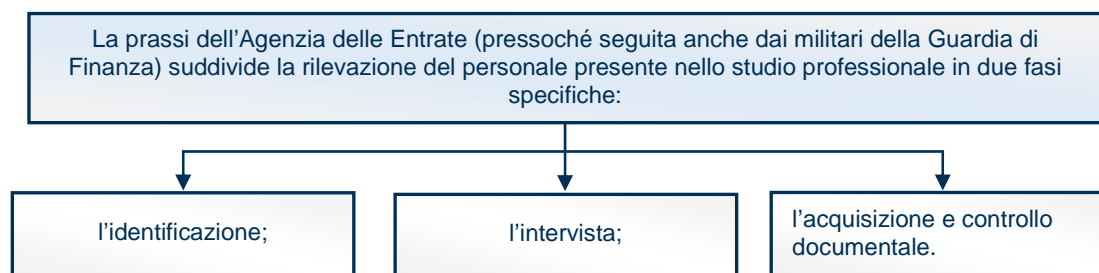 La prassi dell’Agenzia delle Entrate (pressoché seguita anche dai militari della Guardia di
Finanza) suddivide la rilevazione del personale presente nello studio professionale in due fasi
specifiche:
l’identificazione;
l’intervista;
l’acquisizione e controllo
documentale.